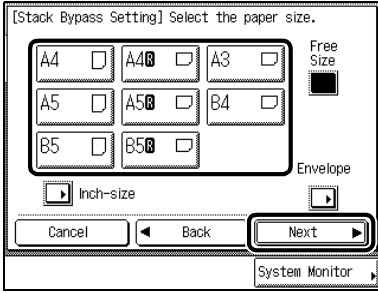 [Stack Bypass Setting] Select the paper size.
A4 A4R A3 Free
Size
A5 A5R B4
B5 B5R
Envelope
Inch-size
Cancel Back Next
System Monitor